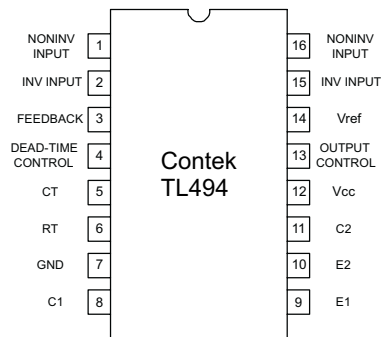 NONINV
INPUT
1
16
NONINV
INPUT
INV INPUT
2
15
INV INPUT
FEEDBACK
3
14
Vref
DEAD-TIME
CONTROL
4
13
OUTPUT
CONTROL
Contek
TL494
CT
5
12
Vcc
RT
6
11
C2
GND
7
10
E2
C1
8
9
E1